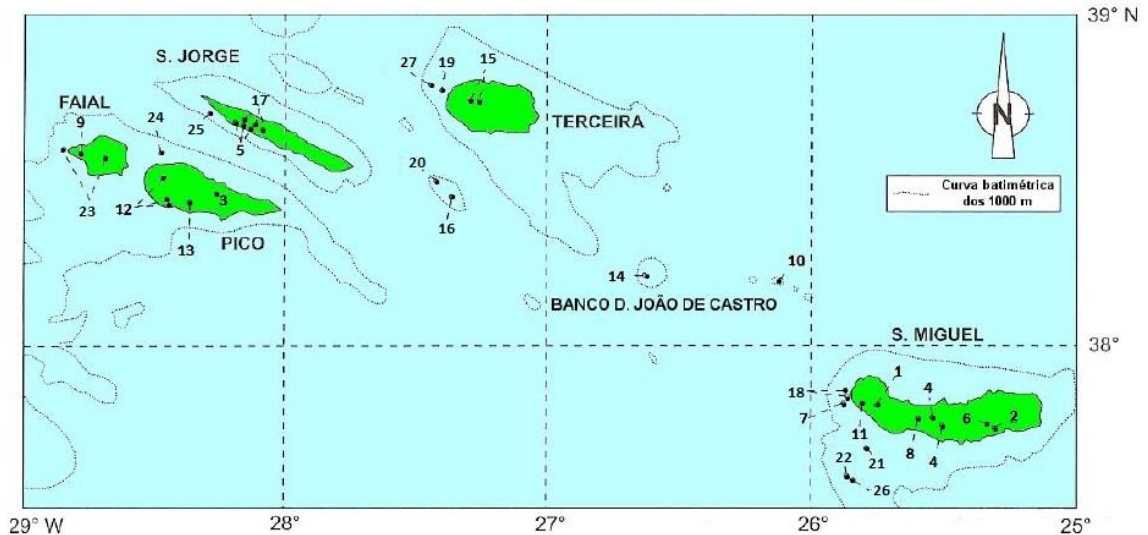 39° N
S. JORGE
27 19 15
17
FAIAL
9
24
25
5
TERCEIRA
N
20
Curva batimétrica
dos 1000 m
12
3
23
16
13
PICO
14
10
BANCO D. JOÃO DE CASTRO
38°
S. MIGUEL
1
18
4
7
6
2
11
8
4
22
21
26
29° W
28°
27°
26°
25°